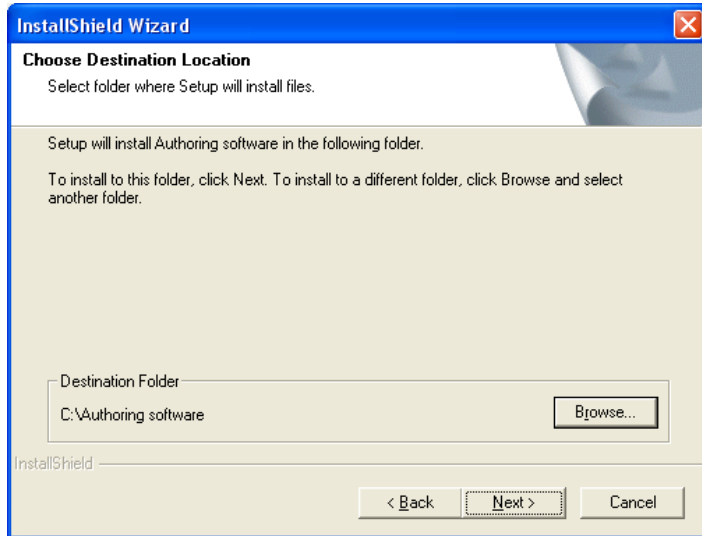 InstallShield Wizard
Choose Destination Location
Select folder where Setup will install files.
Setup will install Authoring software in the following folder.
To install to this folder, click Next. To install to a different folder, click Browse and select
another folder.
Destination Folder
C:\Authoring software
Browse...
InstallShield
< Back
Next >
Cancel